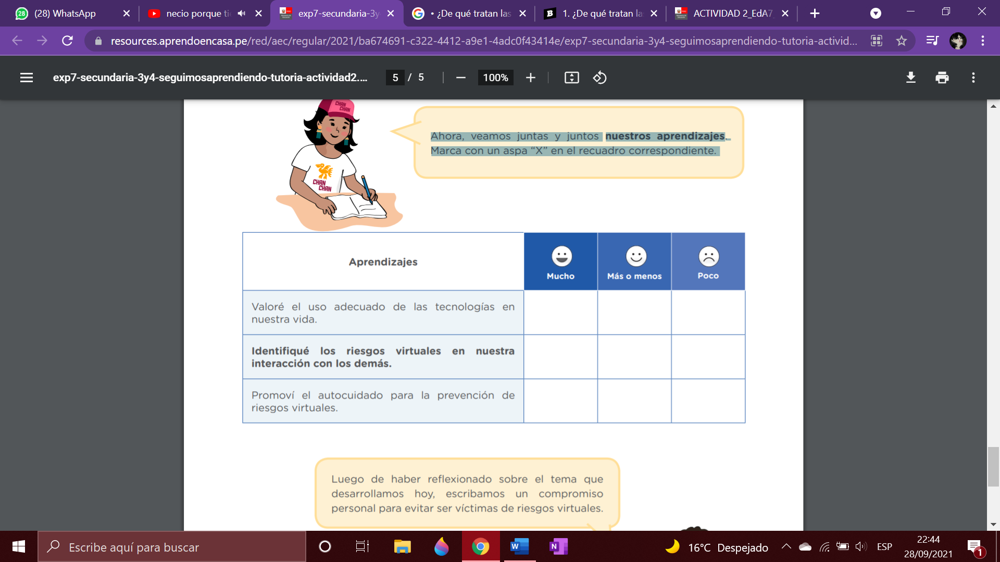 (28) WhatsApp
necio porque ti
exp7-secundaria-3y
• ¿De qué tratan las
1. ¿De qué tratan la
ACTIVIDAD 2_EdA7_
resources.aprendoencasa.pe/red/aec/regular/2021/ba674691-c322-4412-a9e1-4adc0f43414e/exp7-secundaria-3y4-seguimosaprendiendo-tutoria-activid...
exp7-secundaria-3y4-seguimosaprendiendo-tutoria-actividad2....
5 / 5
100%
CHAN
CHAN
Ahora, veamos juntas y juntos nuestros aprendizajes.
Marca con un aspa “X” en el recuadro correspondiente.
CHAN
CHAN
Aprendizajes
Mucho
Más o menos
Poco
Valoré el uso adecuado de las tecnologías en
nuestra vida.
Identifiqué los riesgos virtuales en nuestra
interacción con los demás.
Promoví el autocuidado para la prevención de
riesgos virtuales.
Luego de haber reflexionado sobre el tema que
desarrollamos hoy, escribamos un compromiso
personal para evitar ser víctimas de riesgos virtuales.
Escribe aquí para buscar
16°C Despejado
ESP
22:44
28/09/2021
1